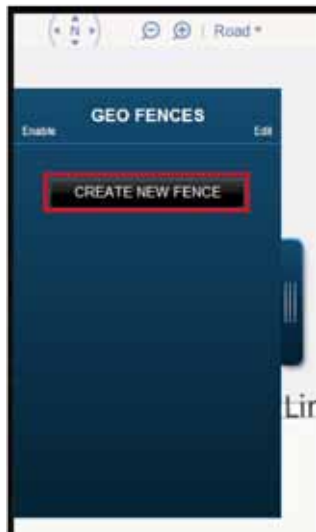 N Road
GEO FENCES
Enable Edit
CREATE NEW FENCE
Lin